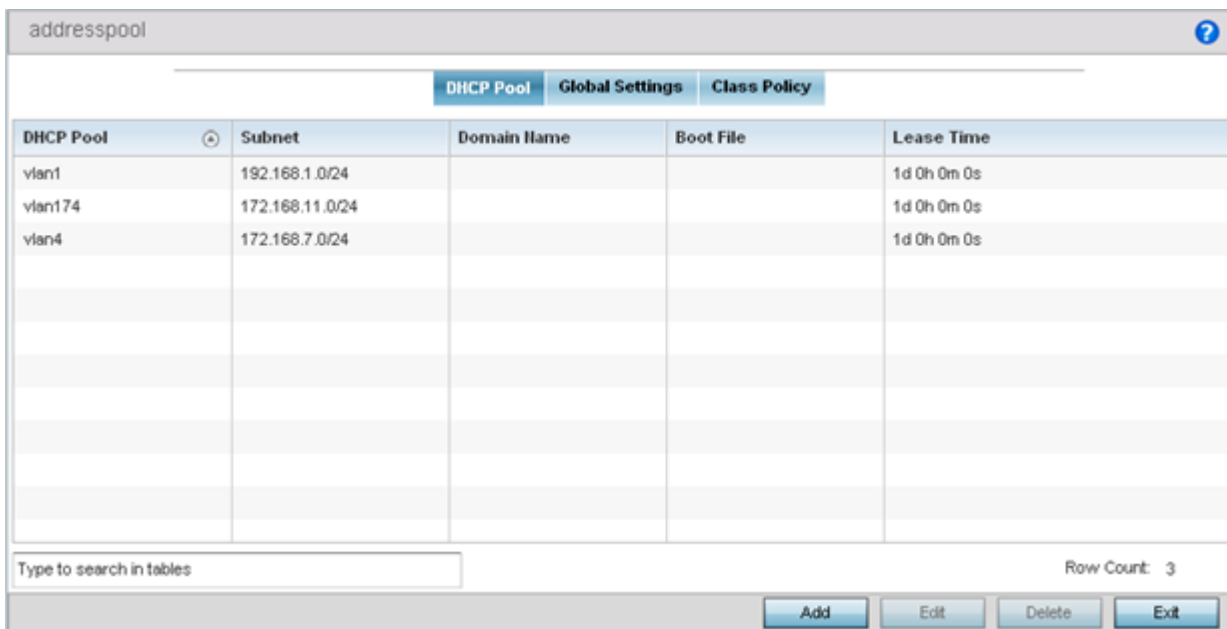 addresspool ?
DHCP Pool Global Settings Class Policy
DHCP Pool Subnet Domain Name Boot File Lease Time
vlan1 192.168.1.0/24 1d 0h 0m 0s
vlan174 172.168.11.0/24 1d 0h 0m 0s
vlan4 172.168.7.0/24 1d 0h 0m 0s
Type to search in tables Row Count: 3
Add Edit Delete Exit